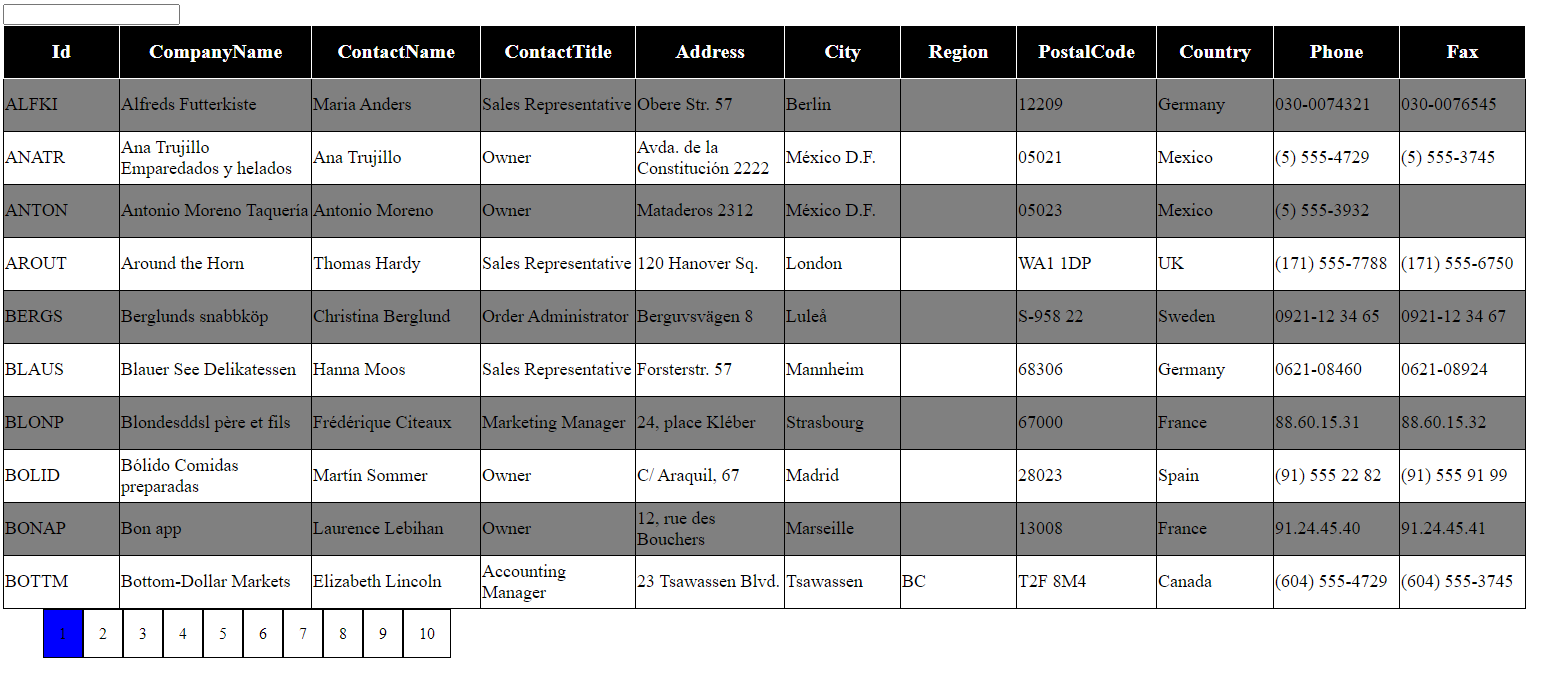 Id CompanyName ContactName ContactTitle Address City Region PostalCode Country Phone Fax
ALFKI Alfreds Futterkiste Maria Anders Sales Representative Obere Str. 57 Berlin 12209 Germany 030-0074321 030-0076545
ANATR Ana Trujillo Emparedados y helados Ana Trujillo Owner Avda. de la Constitución 2222 México D.F. 05021 Mexico (5) 555-4729 (5) 555-3745
ANTON Antonio Moreno Taquería Antonio Moreno Owner Mataderos 2312 México D.F. 05023 Mexico (5) 555-3932
AROUT Around the Horn Thomas Hardy Sales Representative 120 Hanover Sq. London WA1 1DP UK (171) 555-7788 (171) 555-6750
BERGS Berglunds snabbköp Christina Berglund Order Administrator Berguvsvägen 8 Luleå S-958 22 Sweden 0921-12 34 65 0921-12 34 67
BLAUS Blauer See Delikatessen Hanna Moos Sales Representative Forsterstr. 57 Mannheim 68306 Germany 0621-08460 0621-08924
BLONP Blondesddsl père et fils Frédérique Citeaux Marketing Manager 24, place Kléber Strasbourg 67000 France 88.60.15.31 88.60.15.32
BOLID Bólido Comidas preparadas Martín Sommer Owner C/ Araquil, 67 Madrid 28023 Spain (91) 555 22 82 (91) 555 91 99
BONAP Bon app Laurence Lebihan Owner 12, rue des Bouchers Marseille 13008 France 91.24.45.40 91.24.45.41
BOTTM Bottom-Dollar Markets Elizabeth Lincoln Accounting Manager 23 Tsawassen Blvd. Tsawassen BC T2F 8M4 Canada (604) 555-4729 (604) 555-3745
1 2 3 4 5 6 7 8 9 10